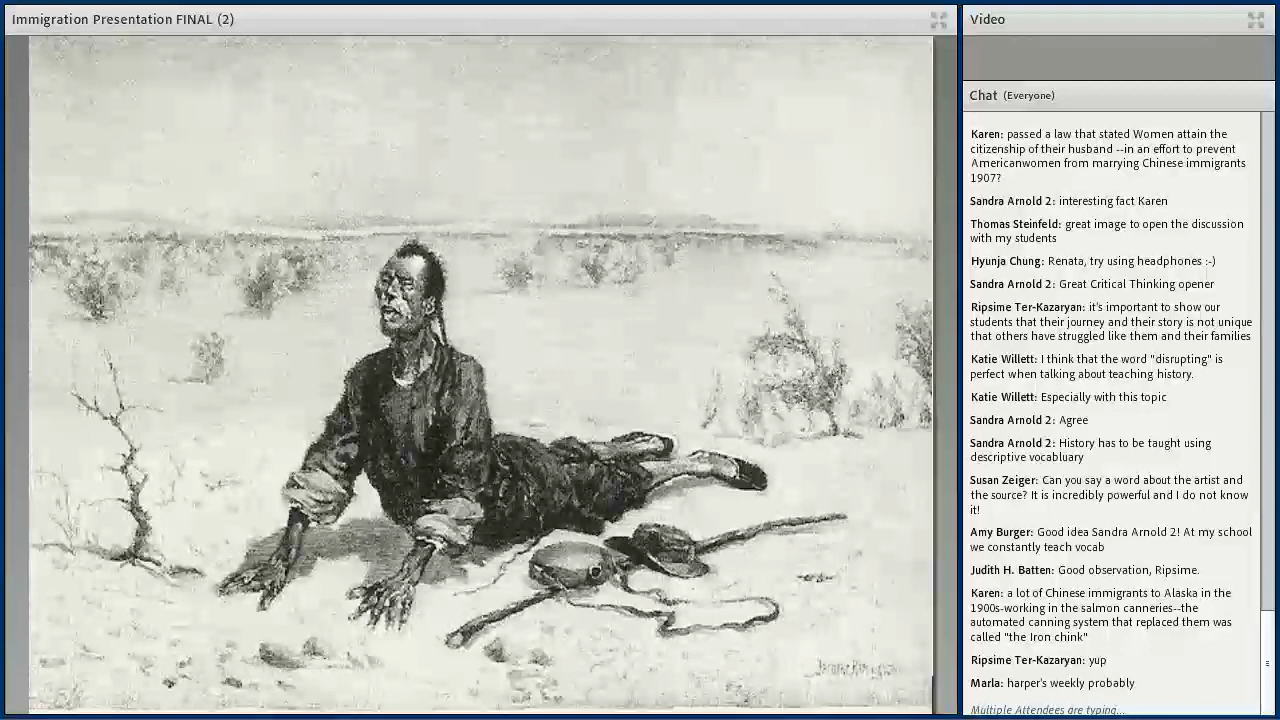 Immigration Presentation FINAL (2)
Video
Chat (Everyone)
Karen: passed a law that stated Women attain the
citizenship of their husband --in an effort to prevent
Americanwomen from marrying Chinese immigrants
1907?
Sandra Arnold 2: interesting fact Karen
Thomas Steinfeld: great image to open the discussion
with my students
Hyunja Chung: Renata, try using headphones :-)
Sandra Arnold 2: Great Critical Thinking opener
Ripsime Ter-Kazaryan: it's important to show our
students that their journey and their story is not unique
that others have struggled like them and their families
Katie Willett: I think that the word "disrupting" is
perfect when talking about teaching history.
Katie Willett: Especially with this topic
Sandra Arnold 2: Agree
Sandra Arnold 2: History has to be taught using
descriptive vocabluary
Susan Zeiger: Can you say a word about the artist and
the source? It is incredibly powerful and I do not know
it!
Amy Burger: Good idea Sandra Arnold 2! At my school
we constantly teach vocab
Judith H. Batten: Good observation, Ripsime.
Karen: a lot of Chinese immigrants to Alaska in the
1900s-working in the salmon canneries--the
automated canning system that replaced them was
called "the Iron chink"
Ripsime Ter-Kazaryan: yup
Marla: harper's weekly probably
Multiple Attendees are typing...